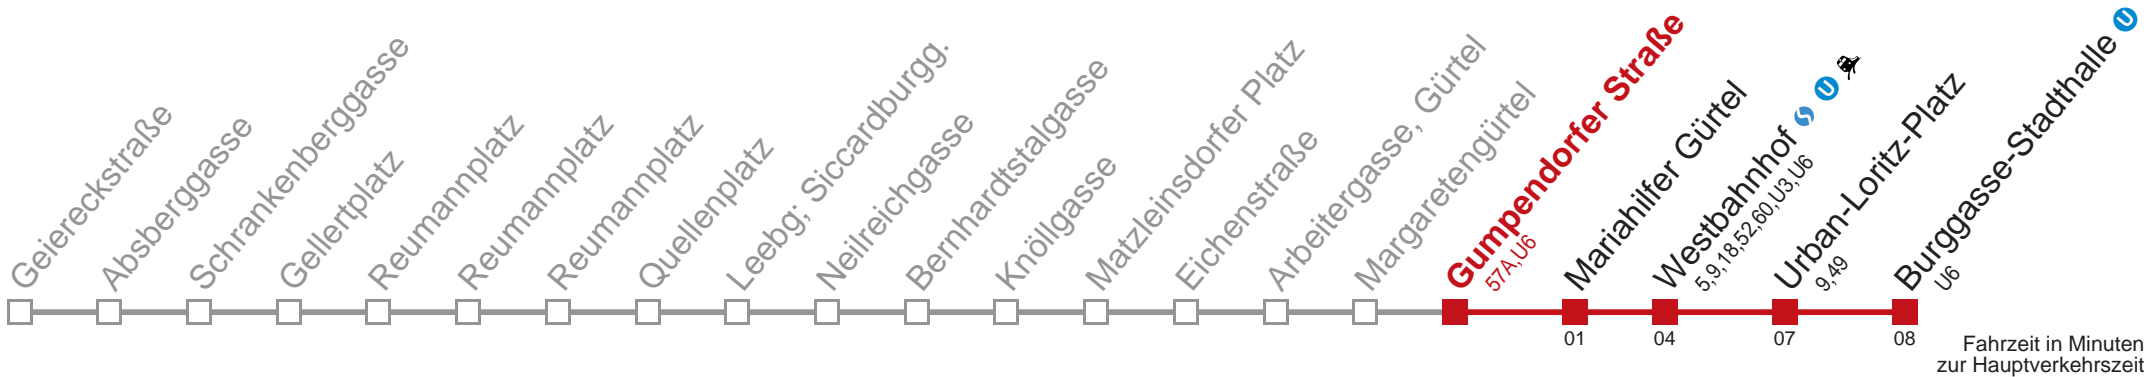 Geiereckstraße
Absberggasse
Schrankenberggasse
Gellertplatz
Reumannplatz
Reumannplatz
Reumannplatz
Quellenplatz
Leebg; Siccardburgg.
Neilreichgasse
Bernhardtstalgasse
Knöllgasse
Matzleinsdorfer Platz
Eichenstraße
Arbeitergasse, Gürtel
Margaretengürtel
Gumpendorfer Straße
57A,U6
Mariahilfer Gürtel
Westbahnhof S U
5,9,18,52,60,U3,U6
Urban-Loritz-Platz
9,49
Burggasse-Stadthalle U
U6
01
04
07
08
Fahrzeit in Minuten
zur Hauptverkehrszeit